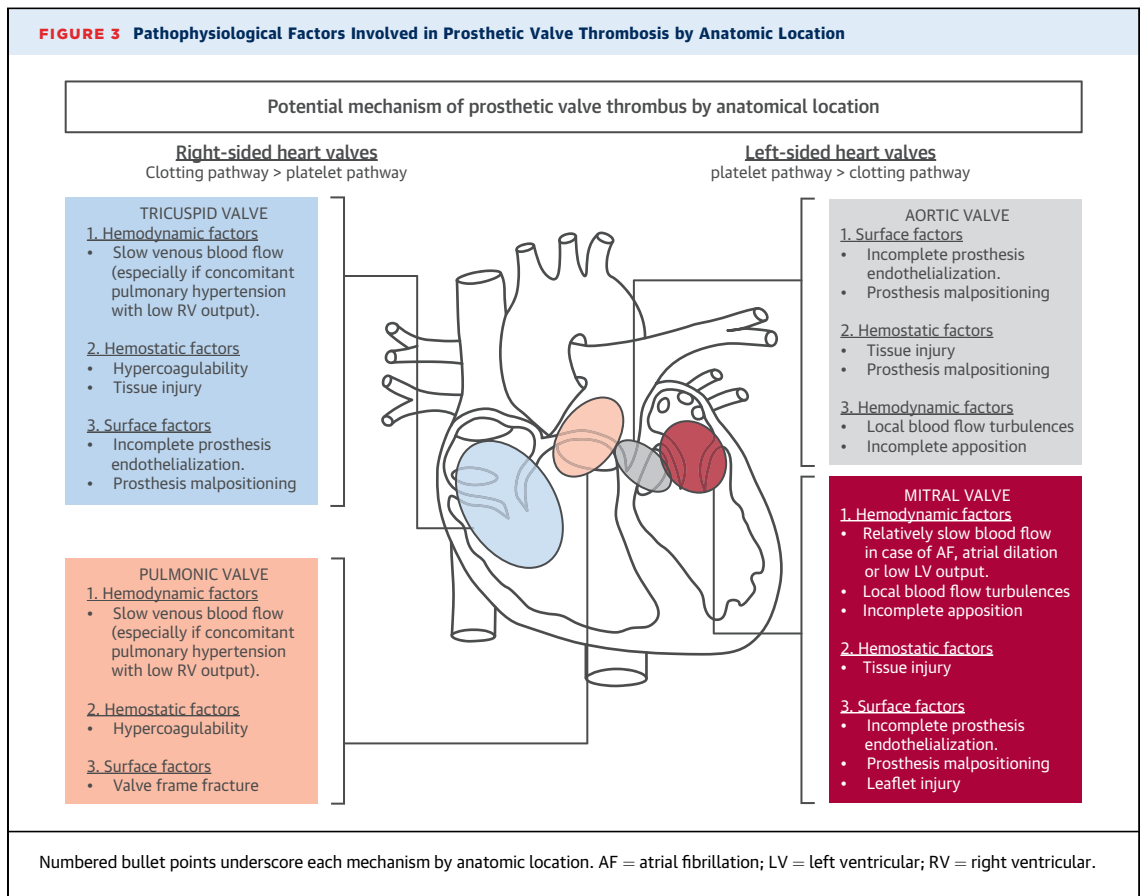 FIGURE 3 Pathophysiological Factors Involved in Prosthetic Valve Thrombosis by Anatomic Location
Potential mechanism of prosthetic valve thrombus by anatomical location
Right-sided heart valves
Clotting pathway > platelet pathway
TRICUSPID VALVE
1. Hemodynamic factors
• Slow venous blood flow
(especially if concomitant
pulmonary hypertension
with low RV output).
2. Hemostatic factors
• Hypercoagulability
• Tissue injury
3. Surface factors
• Incomplete prosthesis
endothelialization.
• Prosthesis malpositioning
PULMONIC VALVE
1. Hemodynamic factors
• Slow venous blood flow
(especially if concomitant
pulmonary hypertension
with low RV output).
2. Hemostatic factors
• Hypercoagulability
3. Surface factors
• Valve frame fracture
Left-sided heart valves
platelet pathway > clotting pathway
AORTIC VALVE
1. Surface factors
• Incomplete prosthesis
endothelialization.
• Prosthesis malpositioning
2. Hemostatic factors
• Tissue injury
• Prosthesis malpositioning
3. Hemodynamic factors
• Local blood flow turbulences
• Incomplete apposition
MITRAL VALVE
1. Hemodynamic factors
• Relatively slow blood flow
in case of AF, atrial dilation
or low LV output.
• Local blood flow turbulences
• Incomplete apposition
2. Hemostatic factors
• Tissue injury
3. Surface factors
• Incomplete prosthesis
endothelialization.
• Prosthesis malpositioning
• Leaflet injury
Numbered bullet points underscore each mechanism by anatomic location. AF = atrial fibrillation; LV = left ventricular; RV = right ventricular.